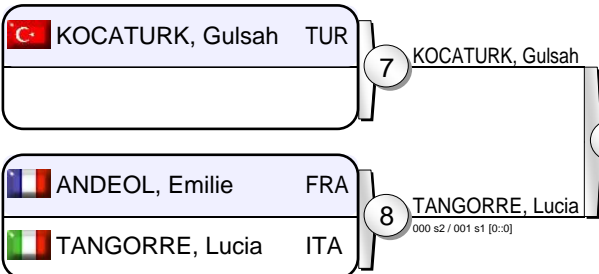 KOCATURK, Gulsah TUR
7
KOCATURK, Gulsah
ANDEOL, Emilie FRA
8
TANGORRE, Lucia
000 s2 / 001 s1 [0::0]
TANGORRE, Lucia ITA